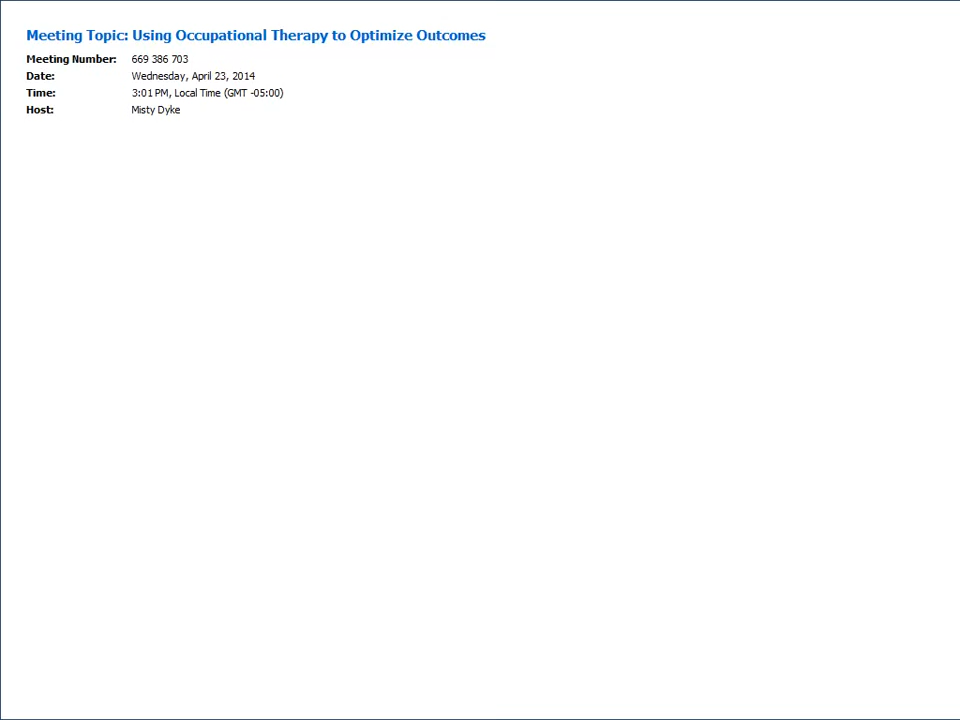 Meeting Topic: Using Occupational Therapy to Optimize Outcomes
Meeting Number: 669 386 703
Date: Wednesday, April 23, 2014
Time: 3:01 PM, Local Time (GMT -05:00)
Host: Misty Dyke